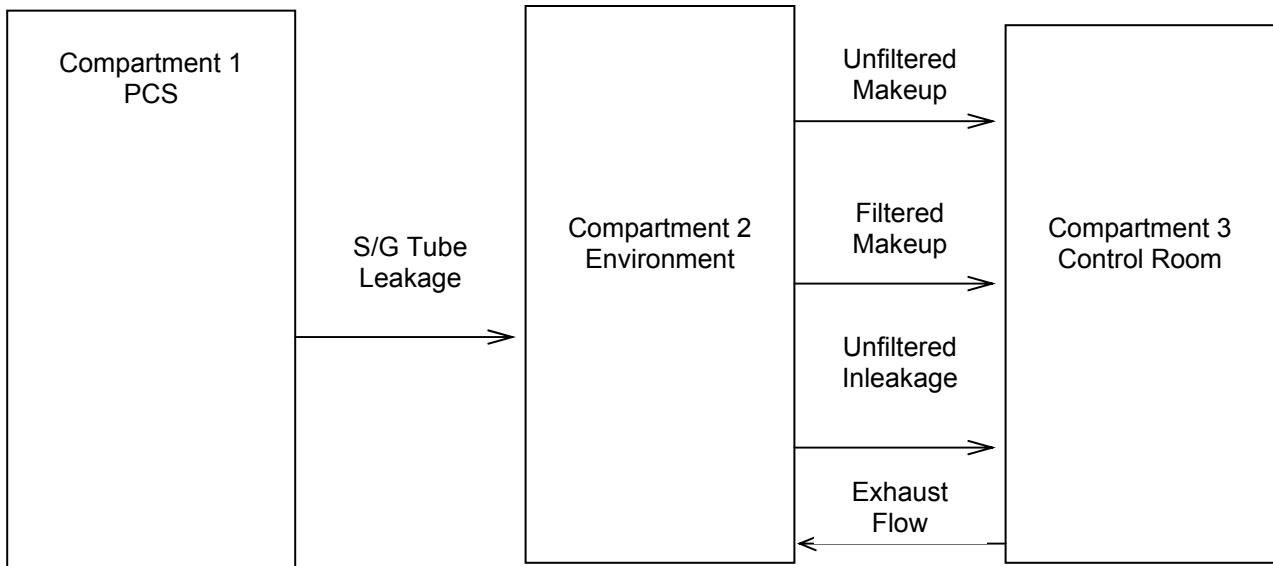 Compartment 1
PCS
S/G Tube
Leakage
Compartment 2
Environment
Unfiltered
Makeup
Filtered
Makeup
Unfiltered
Inleakage
Exhaust
Flow
Compartment 3
Control Room